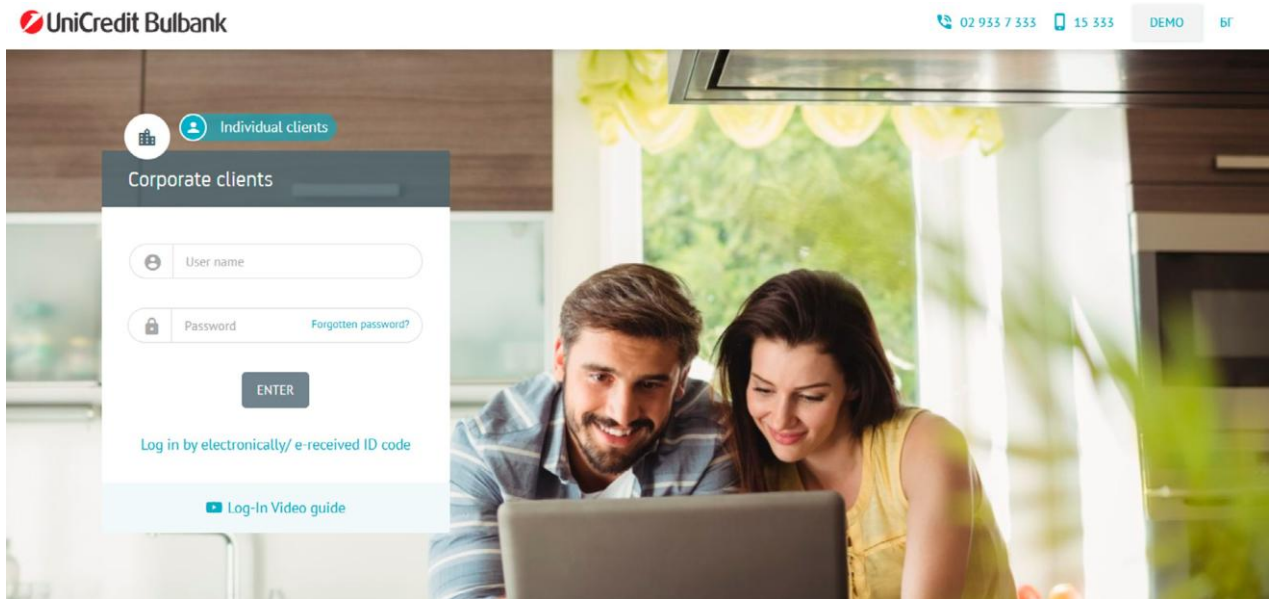 UniCredit Bulbank
02 933 7 333 15 333 DEMO БГ
Individual clients
Corporate clients
User name
Password Forgotten password?
ENTER
Log in by electronically/ e-received ID code
Log-In Video guide